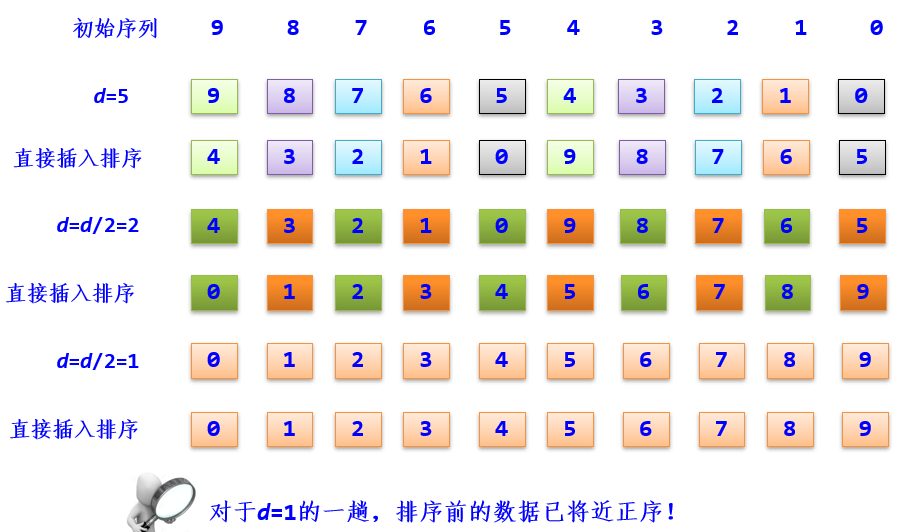 初始序列 9 8 7 6 5 4 3 2 1 0
d=5 9 8 7 6 5 4 3 2 1 0
直接插入排序 4 3 2 1 0 9 8 7 6 5
d=d/2=2 4 3 2 1 0 9 8 7 6 5
直接插入排序 0 1 2 3 4 5 6 7 8 9
d=d/2=1 0 1 2 3 4 5 6 7 8 9
直接插入排序 0 1 2 3 4 5 6 7 8 9
对于d=1的一趟，排序前的数据已将近正序！